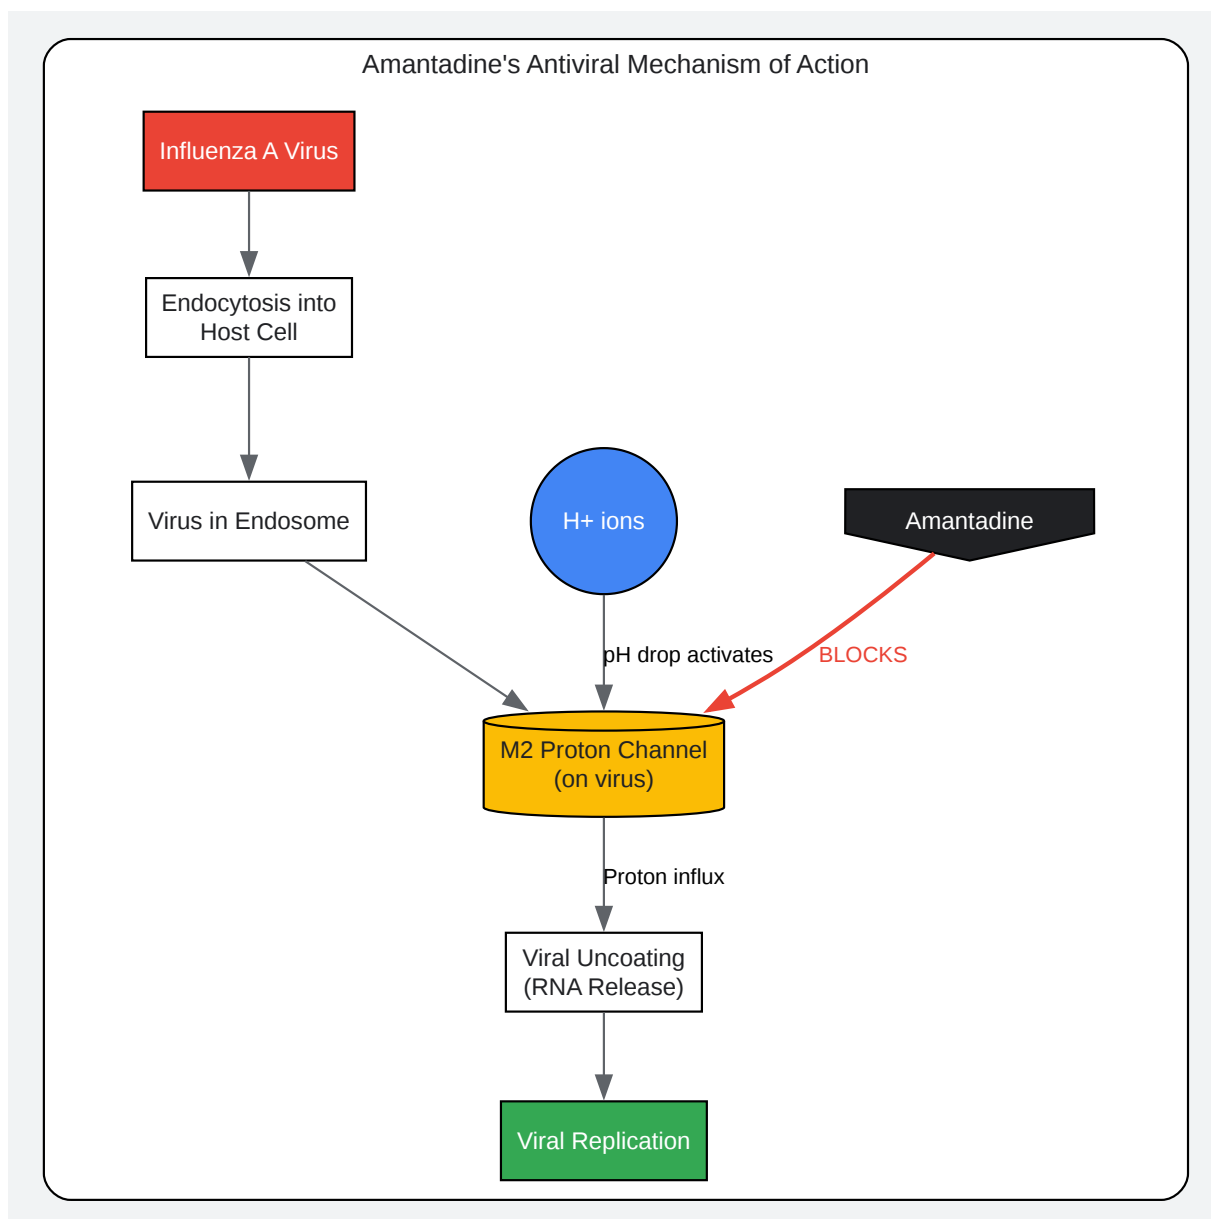 Amantadine's Antiviral Mechanism of Action
Influenza A Virus
Endocytosis into
Host Cell
Virus in Endosome
H+ ions
Amantadine
pH drop activates
BLOCKS
M2 Proton Channel
(on virus)
Proton influx
Viral Uncoating
(RNA Release)
Viral Replication